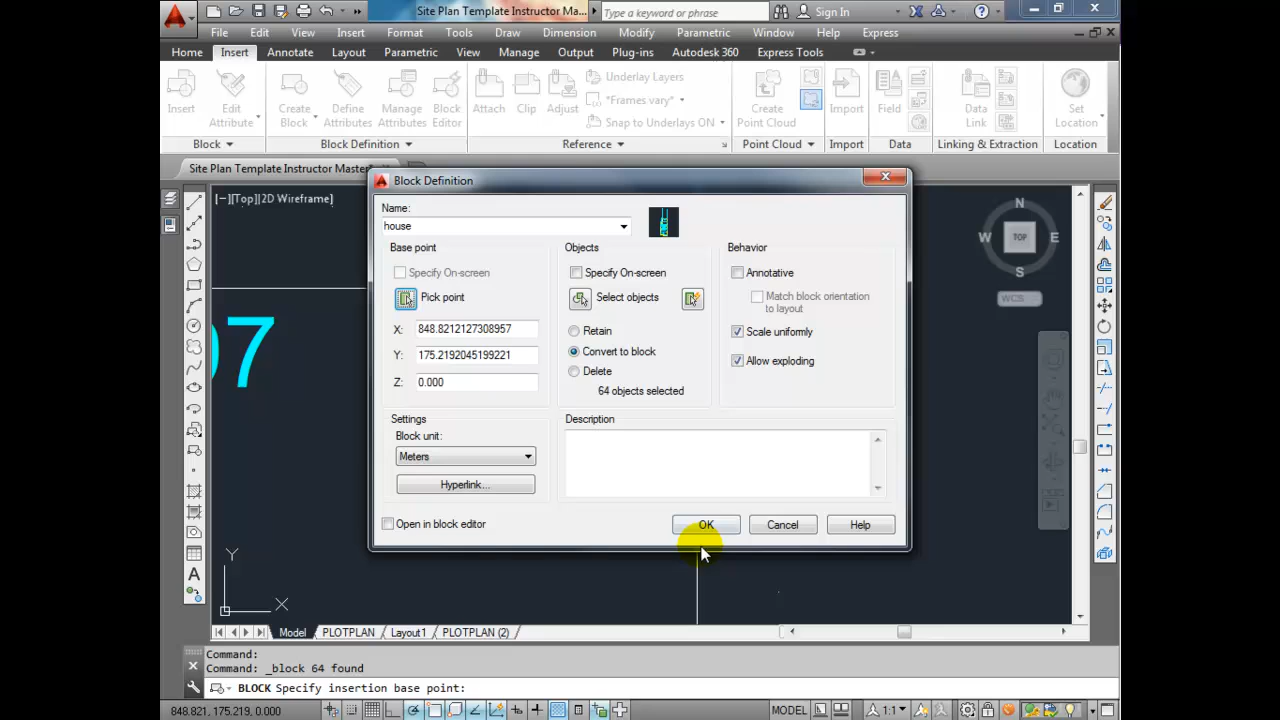 Site Plan Template Instructor Ma...
Type a keyword or phrase
Sign In
File Edit View Insert Format Tools Draw Dimension Modify Parametric Window Help Express
Home Insert Annotate Layout Parametric View Manage Output Plug-ins Autodesk 360 Express Tools
Insert
Edit Attribute
Create Block
Define Attributes
Manage Attributes
Block Editor
Attach
Clip
Adjust
Underlay Layers
*Frames vary*
Snap to Underlays ON
Create Point Cloud
Import
Field
Data Link
Set Location
Block
Block Definition
Reference
Point Cloud
Import
Data
Linking & Extraction
Location
Site Plan Template Instructor Master*
[−][Top][2D Wireframe]
Block Definition
Name:
house
Base point
Specify On-screen
Pick point
X: 848.8212127308957
Y: 175.2192045199221
Z: 0.000
Objects
Specify On-screen
Select objects
Retain
Convert to block
Delete
64 objects selected
Behavior
Annotative
Match block orientation
to layout
Scale uniformly
Allow exploding
Settings
Block unit:
Meters
Hyperlink...
Description
Open in block editor
OK Cancel Help
N
W TOP E
S
WCS
7
Y
X
A
Model PLOTPLAN Layout1 PLOTPLAN (2)
Command:
Command: _block 64 found
BLOCK Specify insertion base point:
848.821, 175.219, 0.000
MODEL
1:1